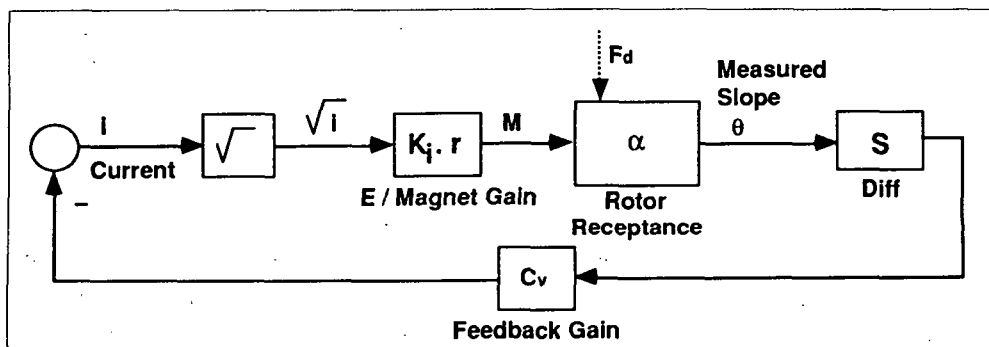 Fd
Measured
Slope
i
√
√i
Ki . r
M
α
θ
S
Current
E / Magnet Gain
Rotor
Receptance
Diff
−
Cv
Feedback Gain